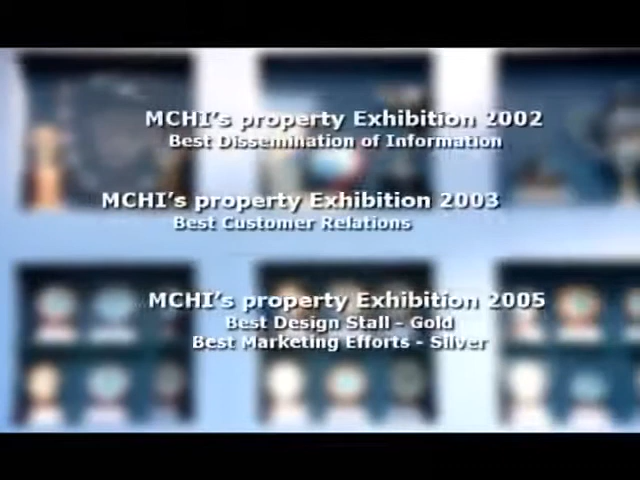 MCHI's property Exhibition 2002
Best Dissemination of Information
MCHI's property Exhibition 2003
Best Customer Relations
MCHI's property Exhibition 2005
Best Design Stall - Gold
Best Marketing Efforts - Silver